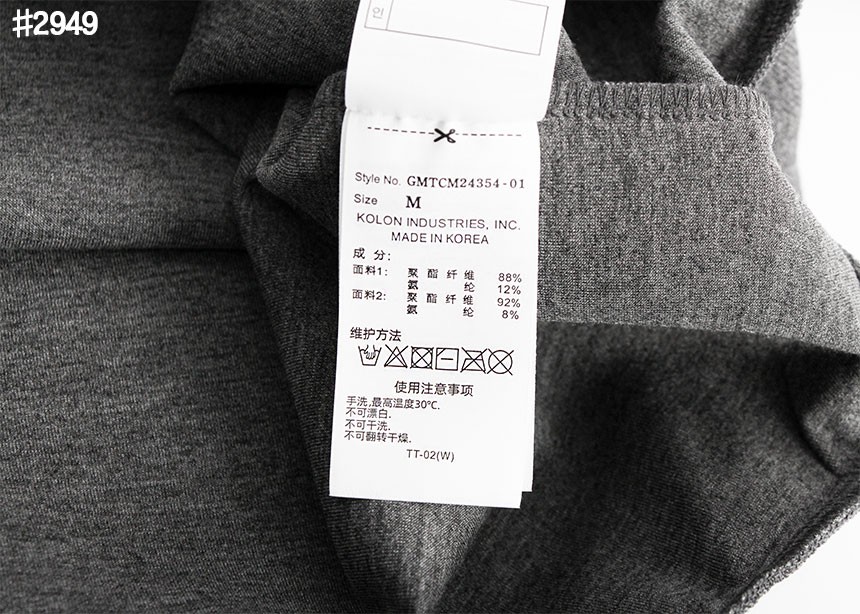 #2949
인
Style No. GMTCM24354-01
Size M
KOLON INDUSTRIES, INC.
MADE IN KOREA
成 分:
面料1: 聚 酯 纤 维 88%
氨 纶 12%
面料2: 聚 酯 纤 维 92%
氨 纶 8%
维护方法
使用注意事项
手洗,最高温度30℃.
不可漂白.
不可干洗.
不可翻转干燥.
TT-02(W)